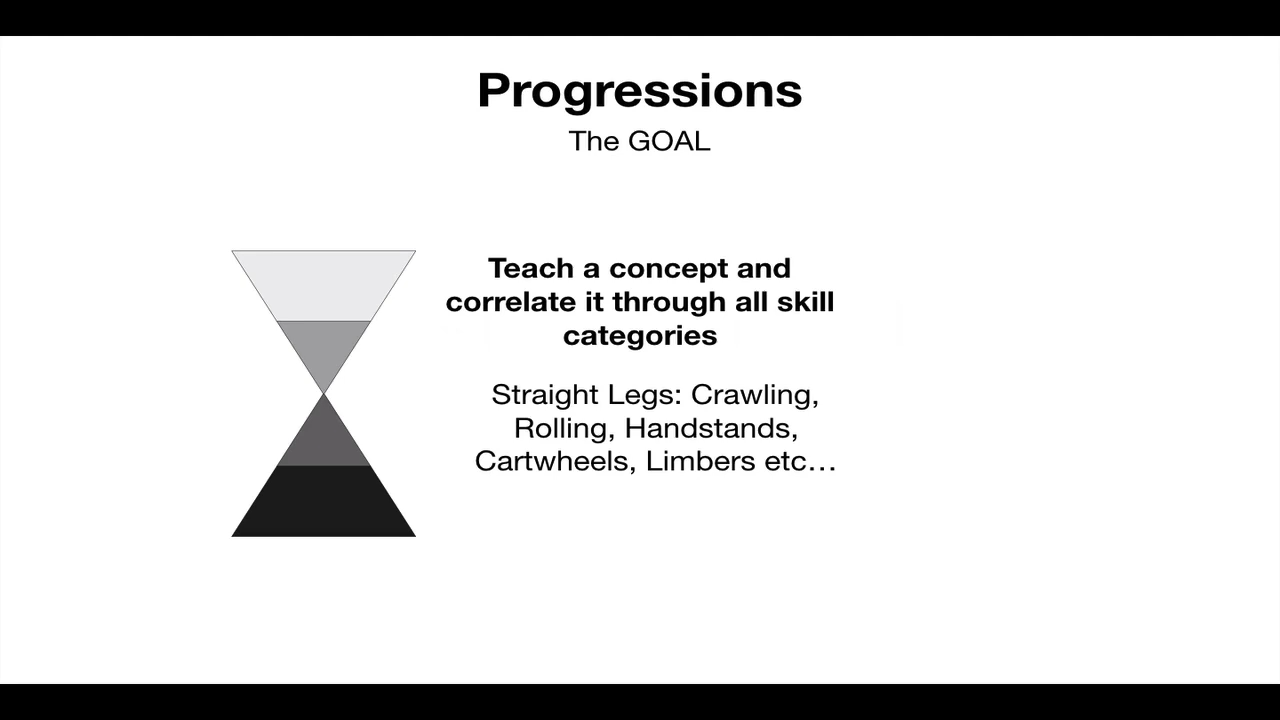 Progressions
The GOAL
Teach a concept and
correlate it through all skill
categories
Straight Legs: Crawling,
Rolling, Handstands,
Cartwheels, Limbers etc…